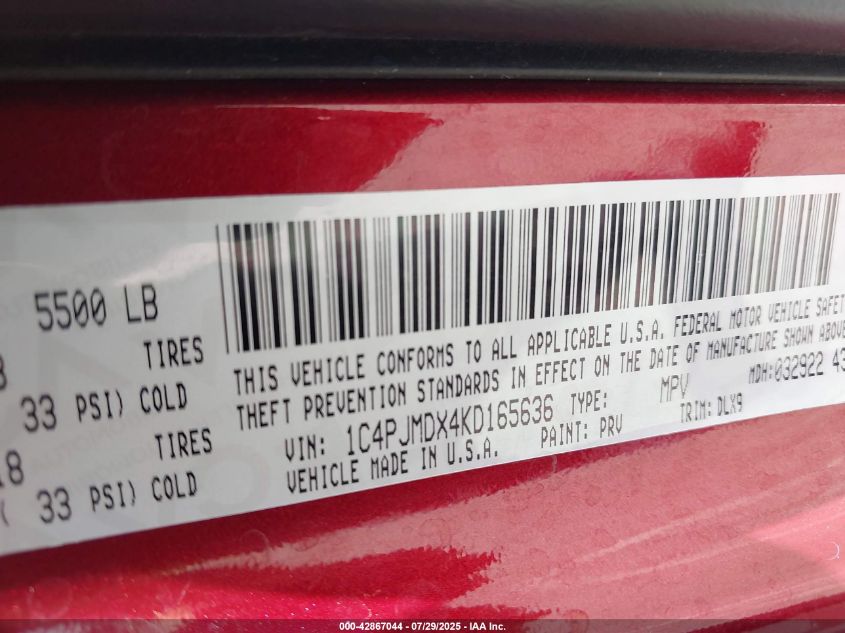 5500 LB
TIRES
33 PSI) COLD
TIRES
33 PSI) COLD
THIS VEHICLE CONFORMS TO ALL APPLICABLE U.S.A. FEDERAL MOTOR VEHICLE SAFET
THEFT PREVENTION STANDARDS IN EFFECT ON THE DATE OF MANUFACTURE SHOWN ABOVE
MDH:032922 43
VIN: 1C4PJMDX4KD165636 TYPE: MPV
VEHICLE MADE IN U.S.A. PAINT: PRV TRIM: DLX9
000-42867044 - 07/29/2025 - IAA Inc.